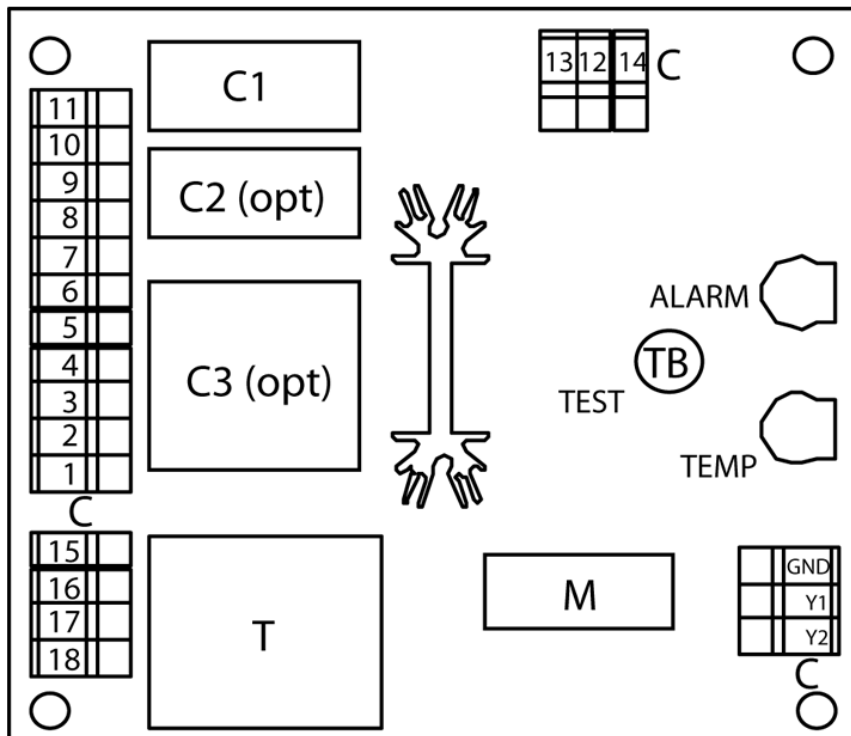 C1
13 12 14
C
11
10
9
8
7
6
5
4
3
2
1
C
C2 (opt)
C3 (opt)
ALARM
TB
TEST
TEMP
15
16
17
18
T
M
GND
Y1
Y2
C